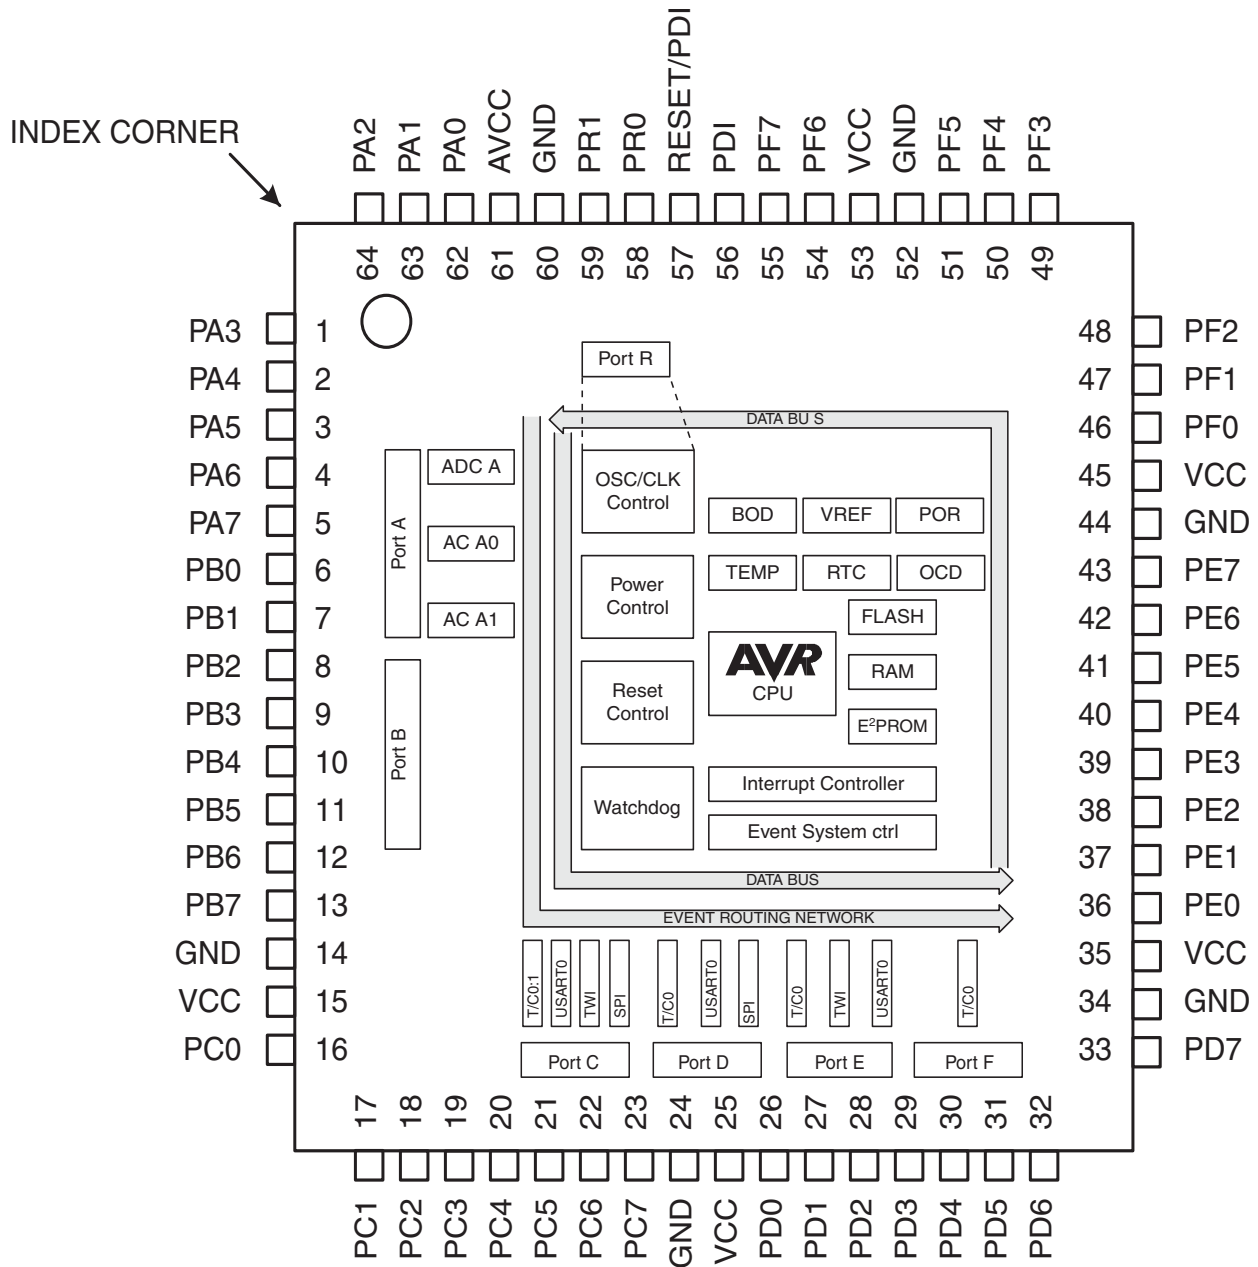 INDEX CORNER
PA2 PA1 PA0 AVCC GND PR1 PR0 RESET/PDI PDI PF7 PF6 VCC GND PF5 PF4 PF3
64 63 62 61 60 59 58 57 56 55 54 53 52 51 50 49
PA3 1
PA4 2
PA5 3
PA6 4
PA7 5
PB0 6
PB1 7
PB2 8
PB3 9
PB4 10
PB5 11
PB6 12
PB7 13
GND 14
VCC 15
PC0 16
Port R
DATA BU S
Port A
ADC A
AC A0
AC A1
Port B
OSC/CLK
Control
Power
Control
Reset
Control
Watchdog
BOD VREF POR
TEMP RTC OCD
FLASH
AVR
CPU
RAM
E²PROM
Interrupt Controller
Event System ctrl
DATA BUS
EVENT ROUTING NETWORK
T/C0:1 USART0 TWI SPI T/C0 USART0 SPI T/C0 TWI USART0 T/C0
Port C Port D Port E Port F
48 PF2
47 PF1
46 PF0
45 VCC
44 GND
43 PE7
42 PE6
41 PE5
40 PE4
39 PE3
38 PE2
37 PE1
36 PE0
35 VCC
34 GND
33 PD7
17 18 19 20 21 22 23 24 25 26 27 28 29 30 31 32
PC1 PC2 PC3 PC4 PC5 PC6 PC7 GND VCC PD0 PD1 PD2 PD3 PD4 PD5 PD6